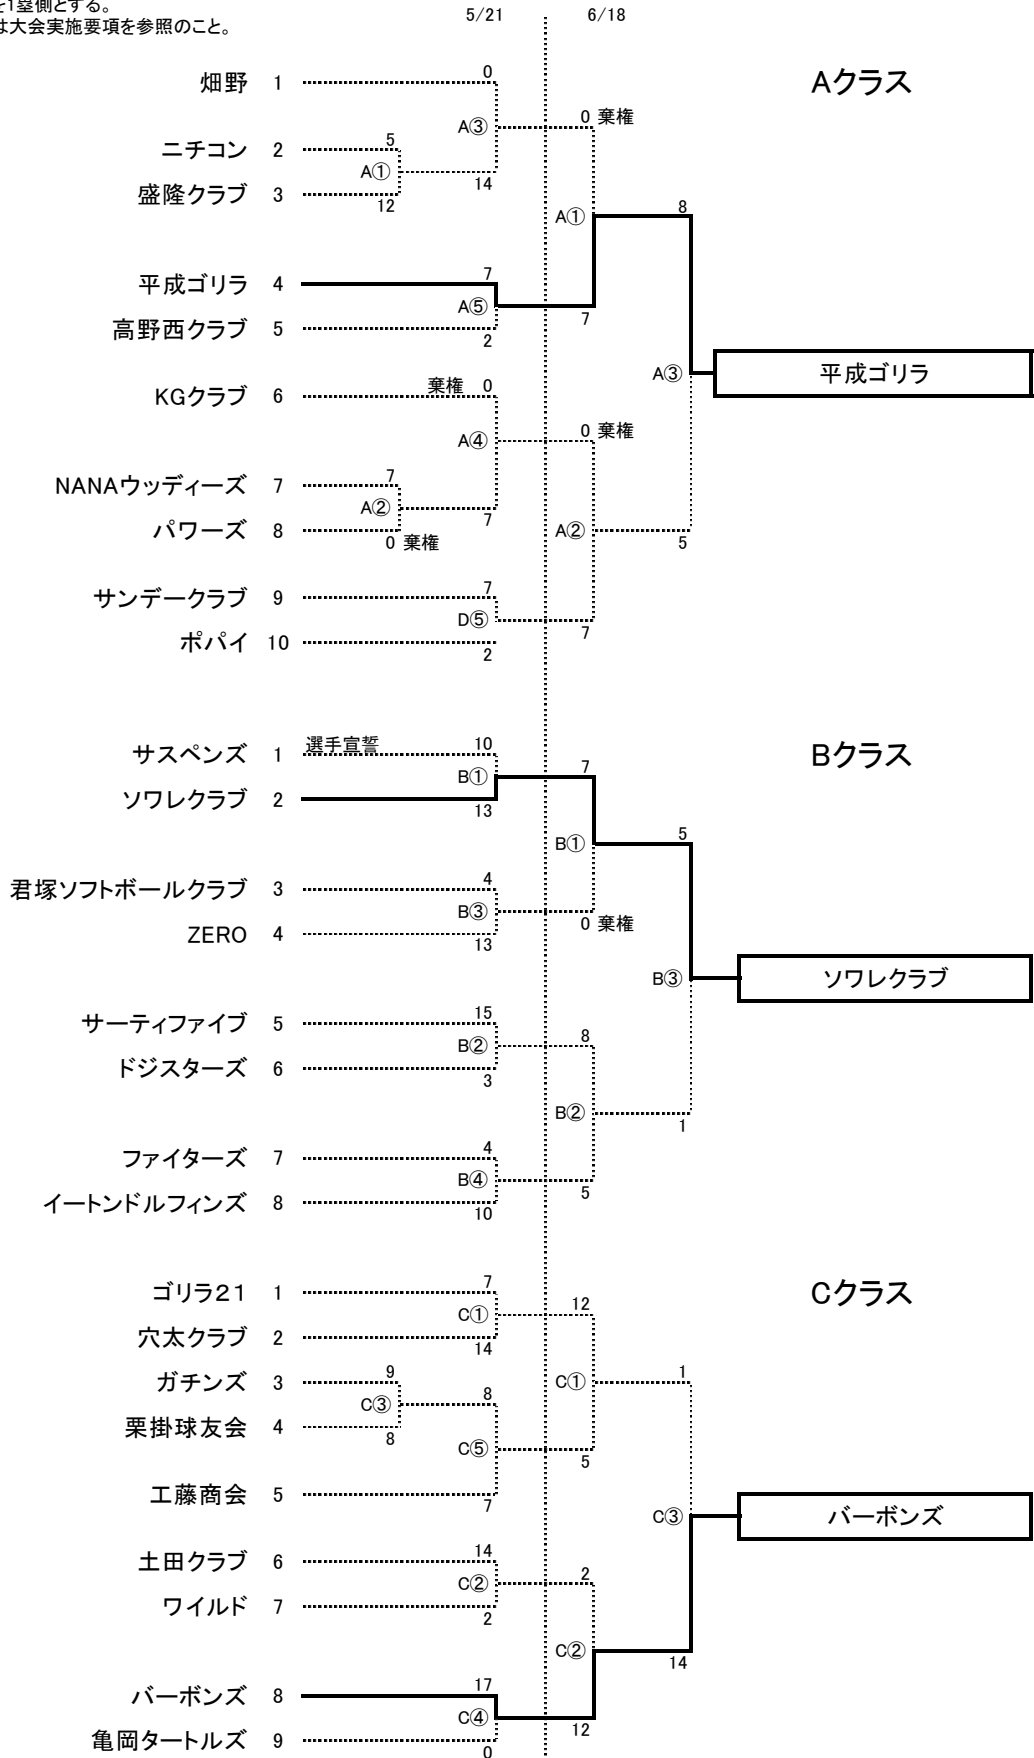 を1塁側とする。
は大会実施要項を参照のこと。
5/21 6/18
Aクラス
畑野 1 0
A③ 0 棄権
ニチコン 2 5
A①
盛隆クラブ 3 12 14
A① 8
平成ゴリラ 4 7
A⑤ 7
高野西クラブ 5 2
A③ 平成ゴリラ
KGクラブ 6 棄権 0
A④ 0 棄権
NANAウッディーズ 7 7
A② 7
パワーズ 8 0 棄権
A② 5
サンデークラブ 9 7
D⑤ 7
ポパイ 10 2
Bクラス
サスペンズ 1 選手宣誓 10
B① 7
ソワレクラブ 2 13
B① 5
君塚ソフトボールクラブ 3 4
B③ 0 棄権
ZERO 4 13
B③ ソワレクラブ
サーティファイブ 5 15
B② 8
ドジスターズ 6 3
B② 1
ファイターズ 7 4
B④ 5
イートンドルフィンズ 8 10
Cクラス
ゴリラ21 1 7
C① 12
穴太クラブ 2 14
ガチンズ 3 9
C③ 8
C① 1
栗掛球友会 4 8
C⑤ 5
工藤商会 5 7
C③ バーボンズ
土田クラブ 6 14
C② 2
ワイルド 7 2
C② 14
バーボンズ 8 17
C④ 12
亀岡タートルズ 9 0